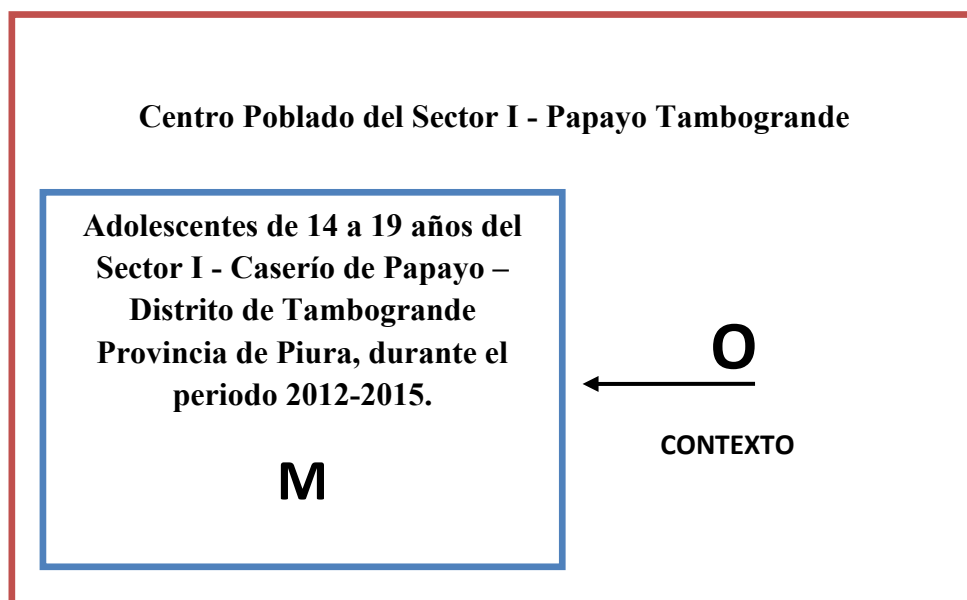 Centro Poblado del Sector I - Papayo Tambogrande
Adolescentes de 14 a 19 años del
Sector I - Caserío de Papayo –
Distrito de Tambogrande
Provincia de Piura, durante el
periodo 2012-2015.
M
O
CONTEXTO